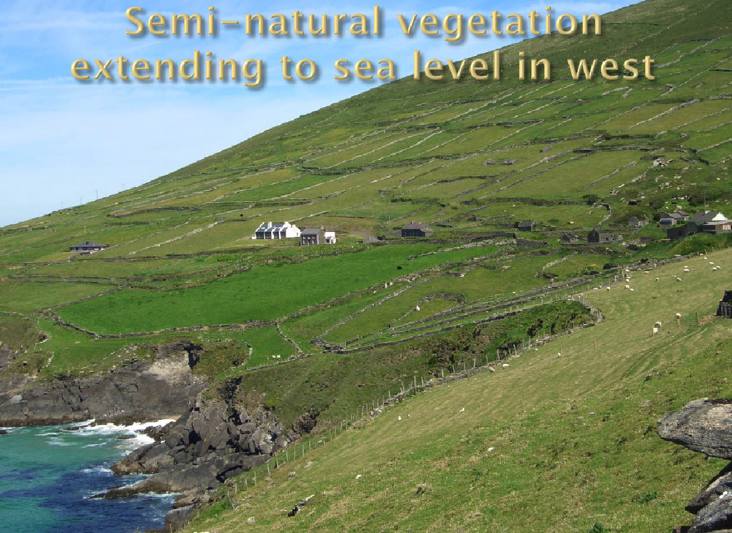 Semi-natural vegetation
extending to sea level in west